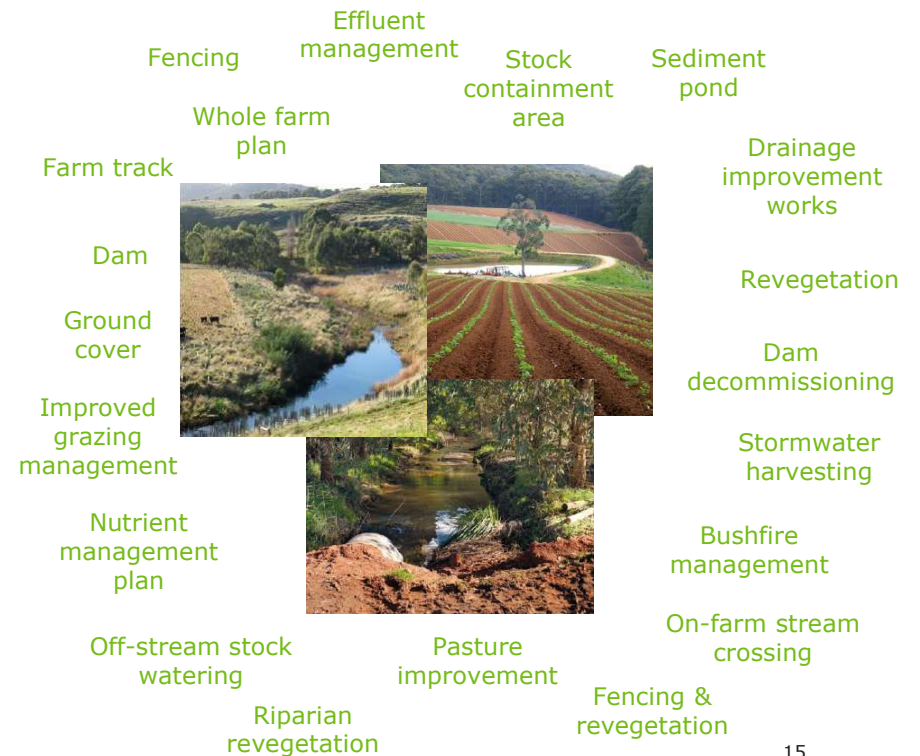 Effluent
management
Fencing
Stock
containment
area
Sediment
pond
Whole farm
plan
Drainage
improvement
works
Farm track
Dam
Revegetation
Ground
cover
Dam
decommissioning
Improved
grazing
management
Stormwater
harvesting
Nutrient
management
plan
Bushfire
management
On-farm stream
crossing
Off-stream stock
watering
Pasture
improvement
Fencing &
revegetation
Riparian
revegetation
15